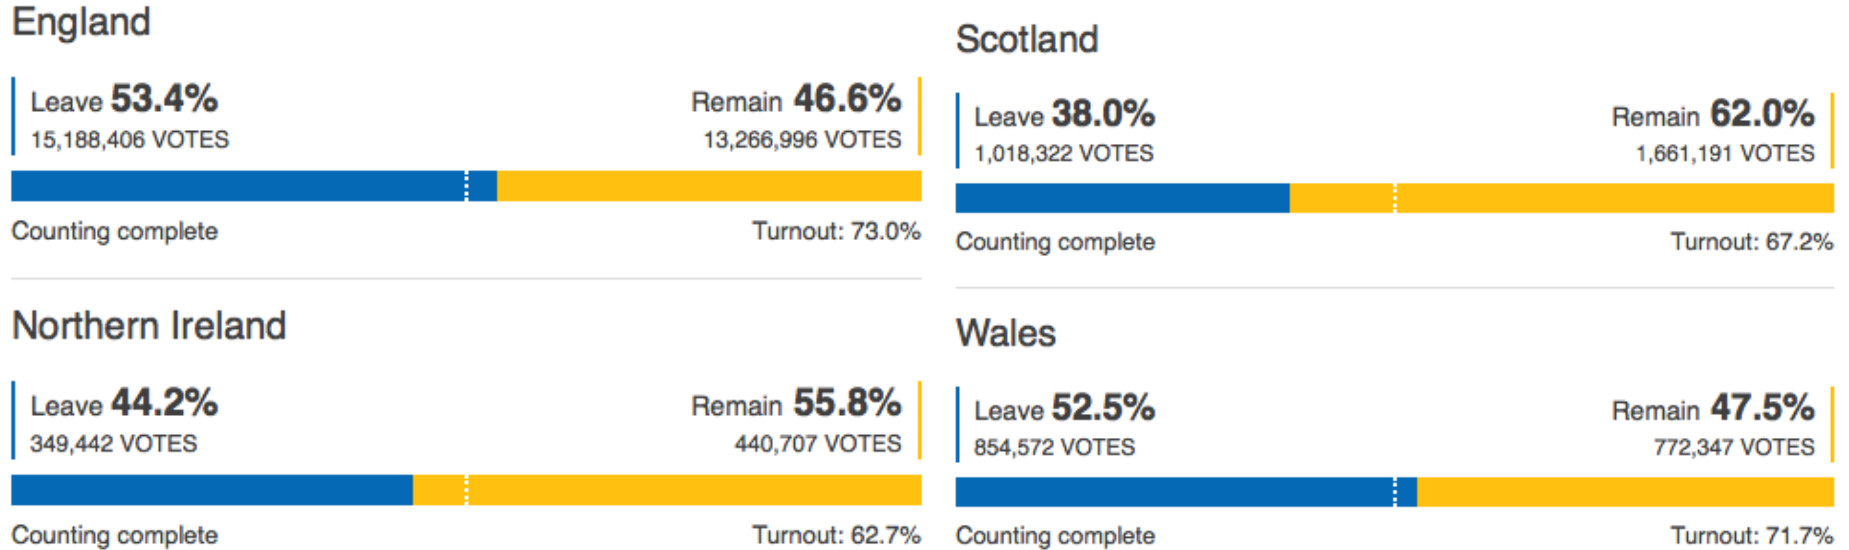 England
Leave 53.4%
Remain 46.6%
15,188,406 VOTES
13,266,996 VOTES
Counting complete
Turnout: 73.0%
Scotland
Leave 38.0%
Remain 62.0%
1,018,322 VOTES
1,661,191 VOTES
Counting complete
Turnout: 67.2%
Northern Ireland
Leave 44.2%
Remain 55.8%
349,442 VOTES
440,707 VOTES
Counting complete
Turnout: 62.7%
Wales
Leave 52.5%
Remain 47.5%
854,572 VOTES
772,347 VOTES
Counting complete
Turnout: 71.7%